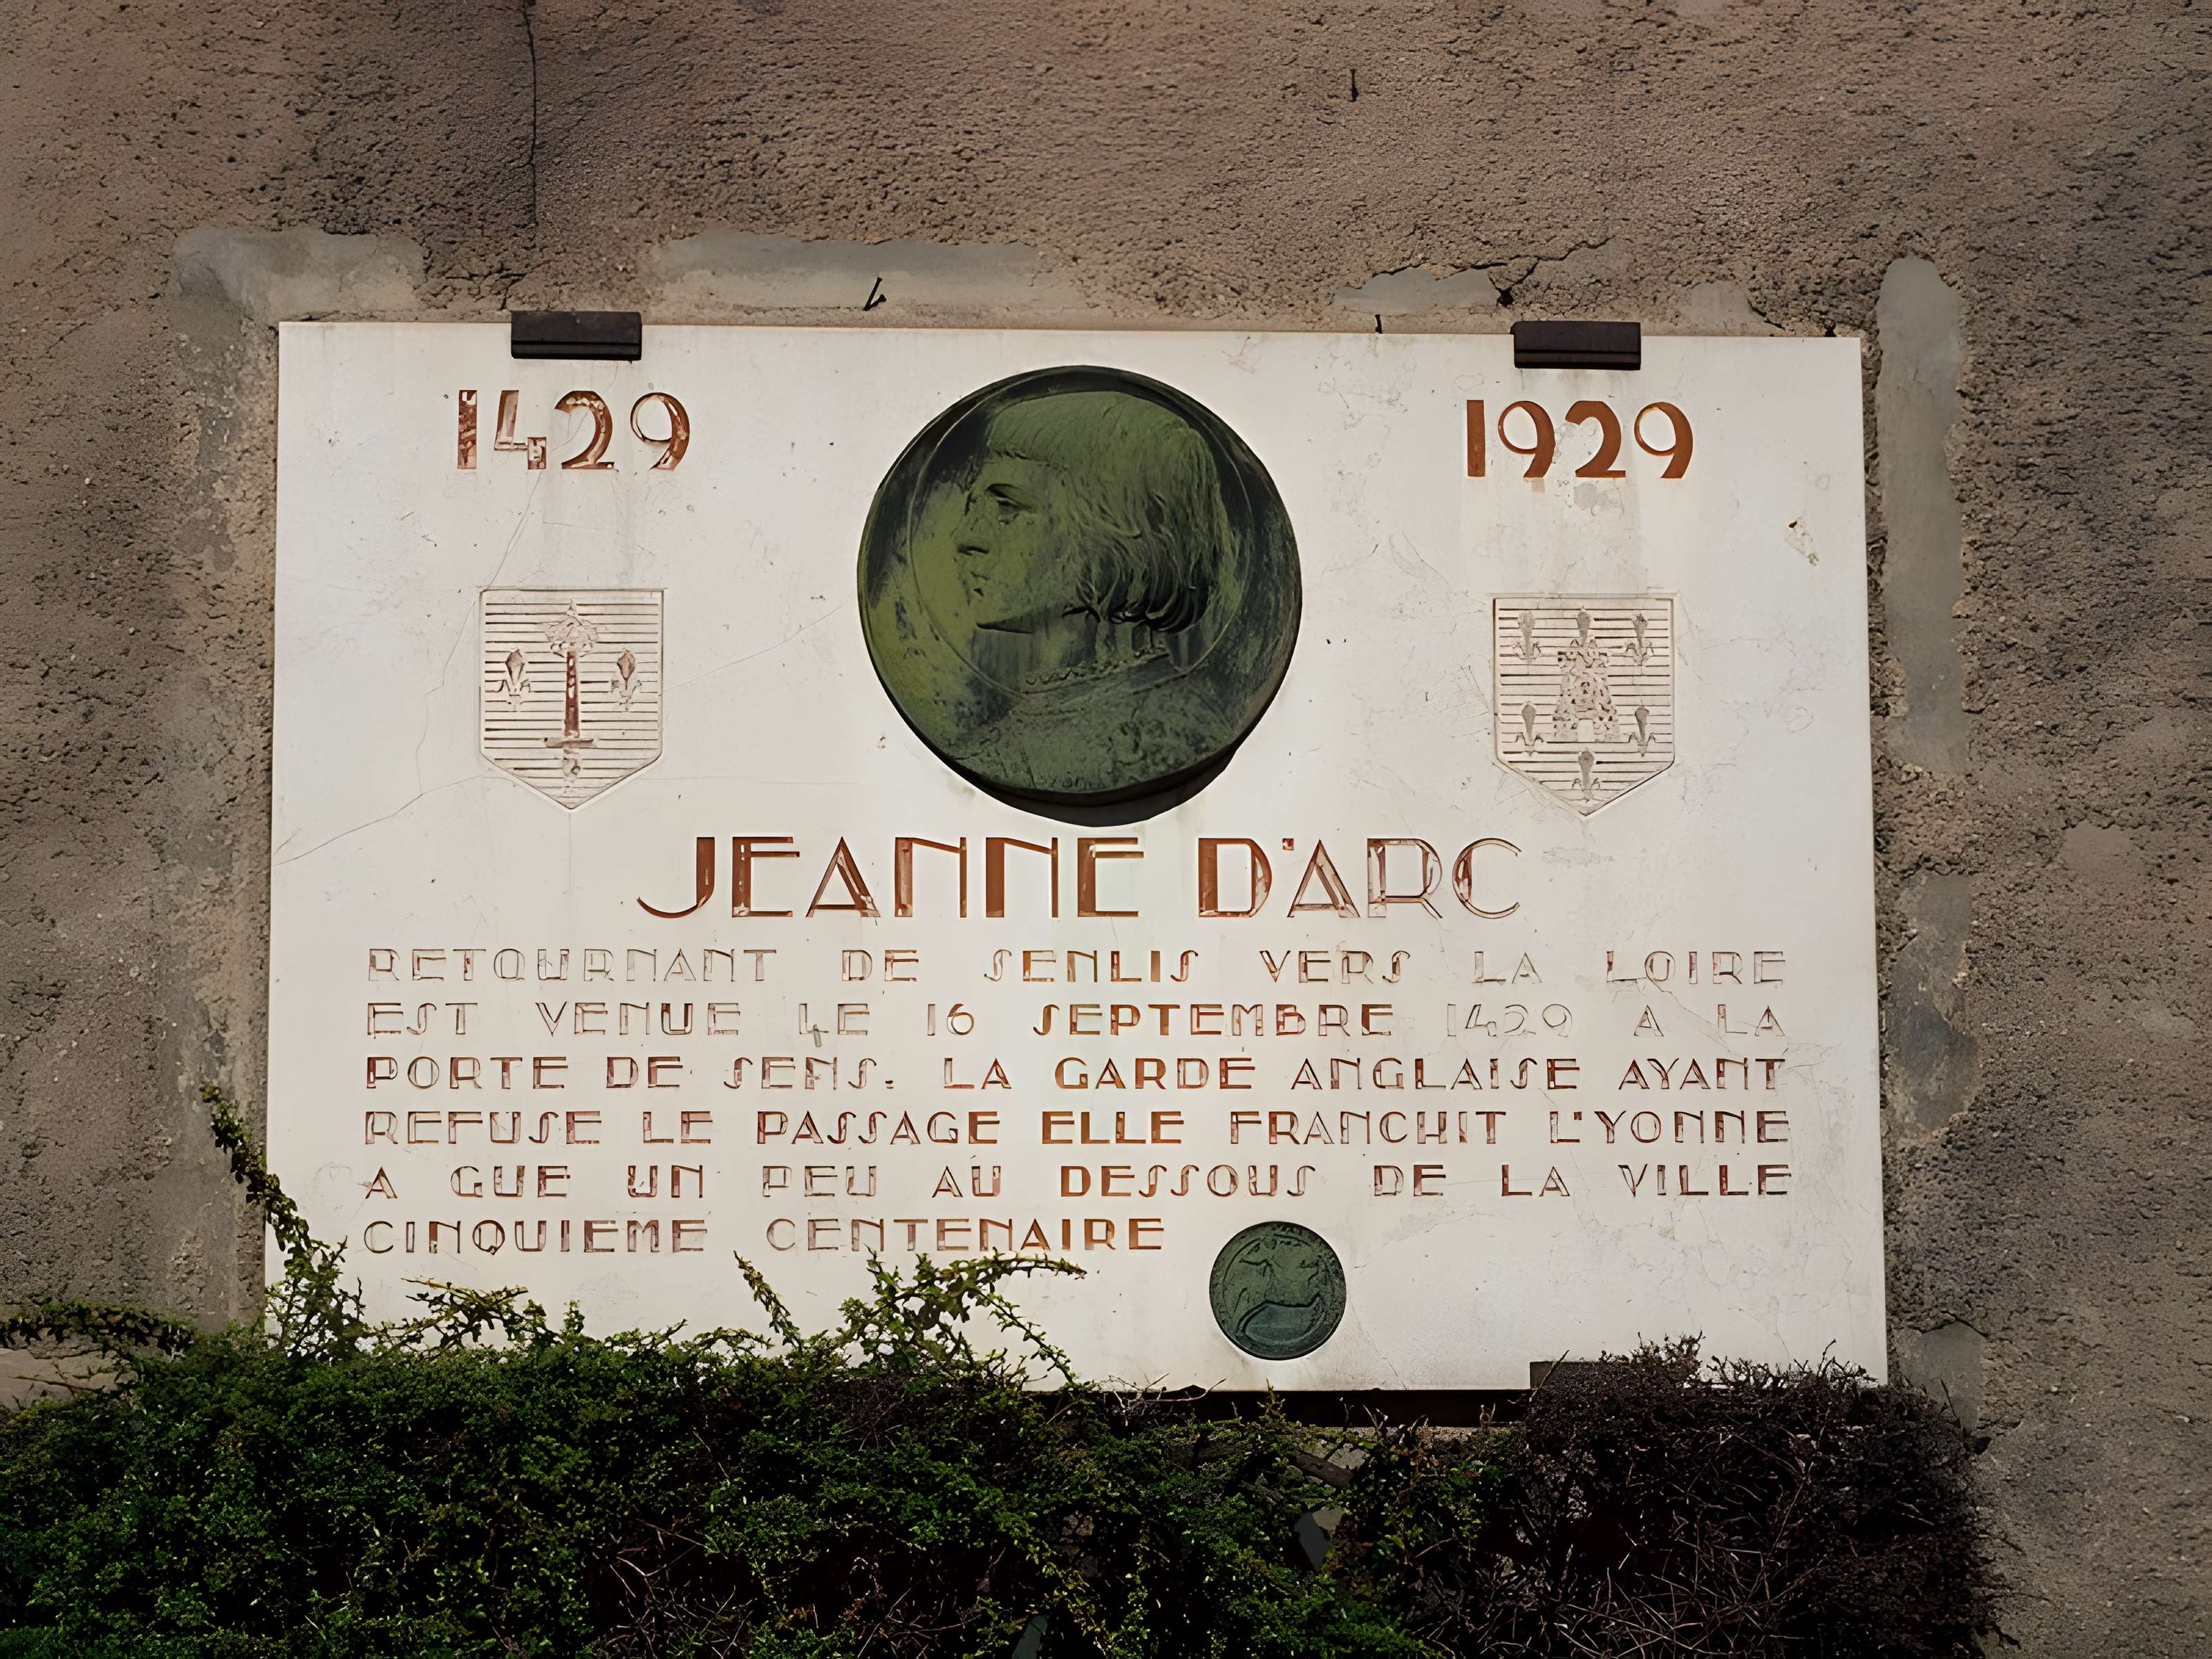 1429 1929
JEANNE D'ARC
RETOURNANT DE SENLIS VERS LA LOIRE
EST VENUE LE 16 SEPTEMBRE 1429 A LA
PORTE DE SENS. LA GARDE ANGLAISE AYANT
REFUSE LE PASSAGE ELLE FRANCHIT L'YONNE
A GUE UN PEU AU DESSOUS DE LA VILLE
CINQUIEME CENTENAIRE